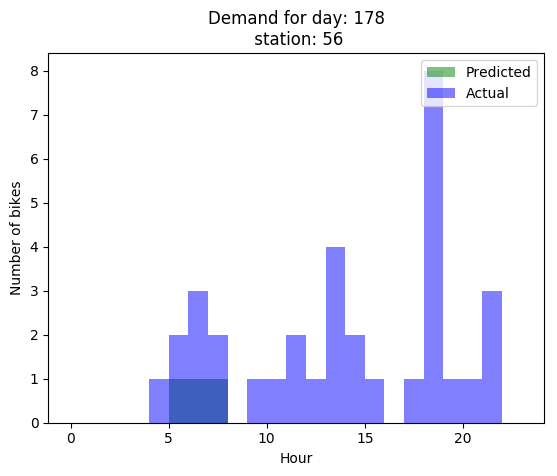 Demand for day: 178
station: 56
Predicted
Actual
8
7
6
5
4
3
2
1
0
Number of bikes
0 5 10 15 20
Hour